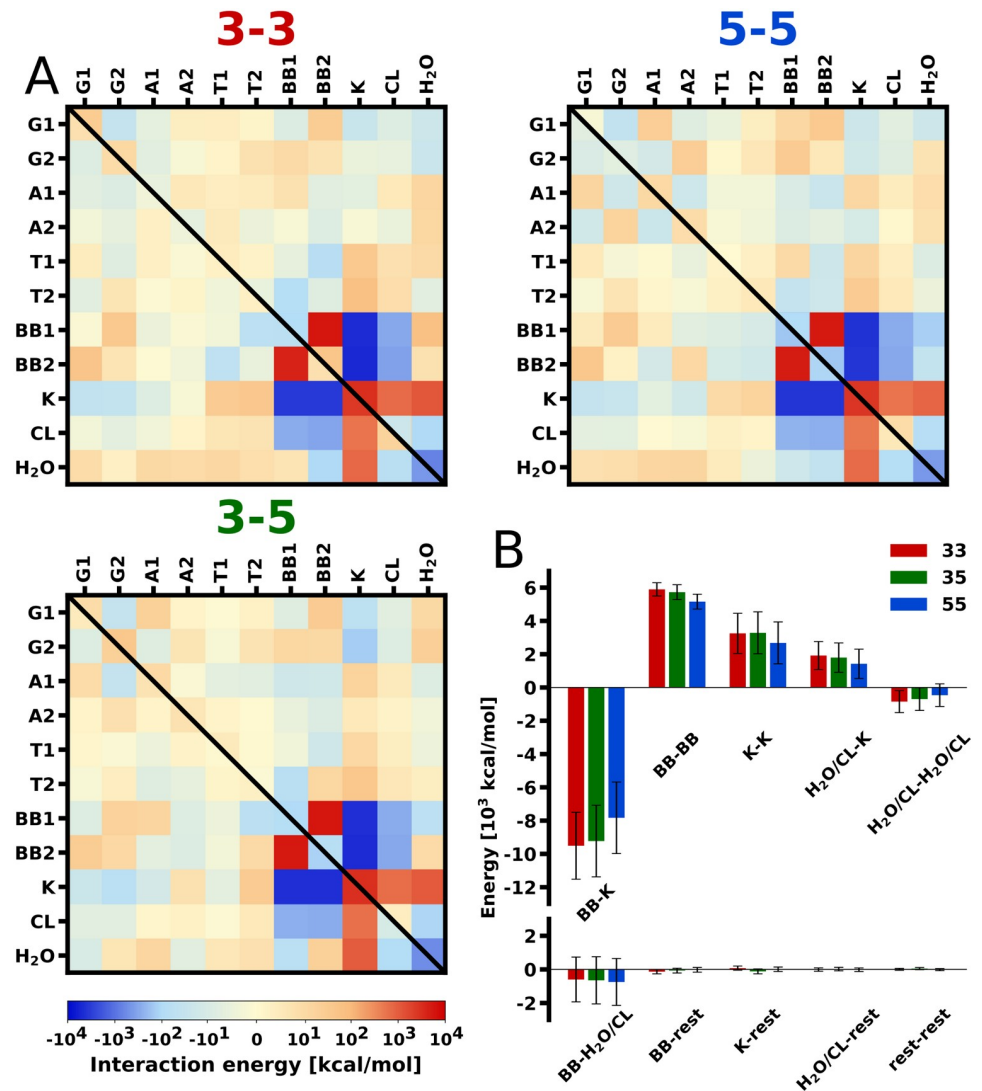 3-3
5-5
A
G1 G2 A1 A2 T1 T2 BB1 BB2 K CL H₂O
G1
G2
A1
A2
T1
T2
BB1
BB2
K
CL
H₂O
G1 G2 A1 A2 T1 T2 BB1 BB2 K CL H₂O
G1
G2
A1
A2
T1
T2
BB1
BB2
K
CL
H₂O
3-5
G1 G2 A1 A2 T1 T2 BB1 BB2 K CL H₂O
G1
G2
A1
A2
T1
T2
BB1
BB2
K
CL
H₂O
-10⁴ -10³ -10² -10¹ 0 10¹ 10² 10³ 10⁴
Interaction energy [kcal/mol]
B
33
35
55
Energy [10³ kcal/mol]
6
4
2
0
-2
-4
-6
-8
-10
-12
BB-K
BB-BB
K-K
H₂O/CL-K
H₂O/CL-H₂O/CL
2
0
-2
BB-H₂O/CL
BB-rest
K-rest
H₂O/CL-rest
rest-rest